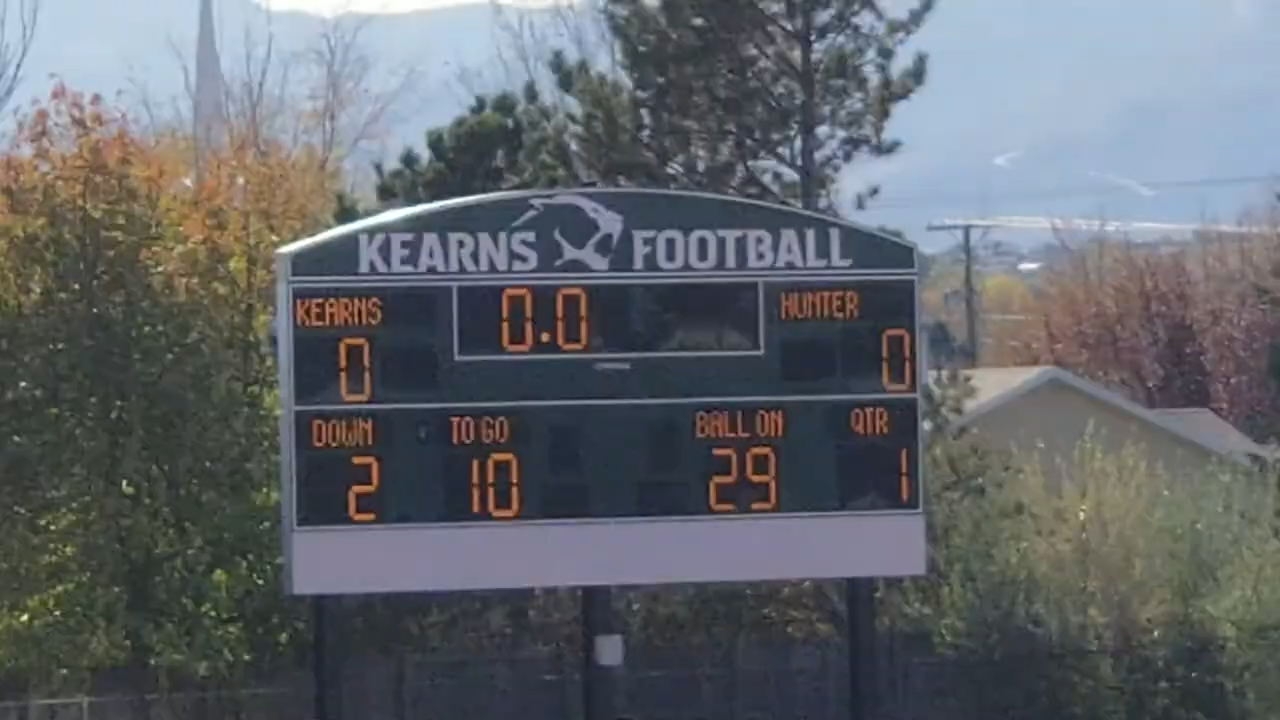 KEARNS FOOTBALL
KEARNS 0.0 HUNTER
0 0
DOWN TO GO BALL ON QTR
2 10 29 1